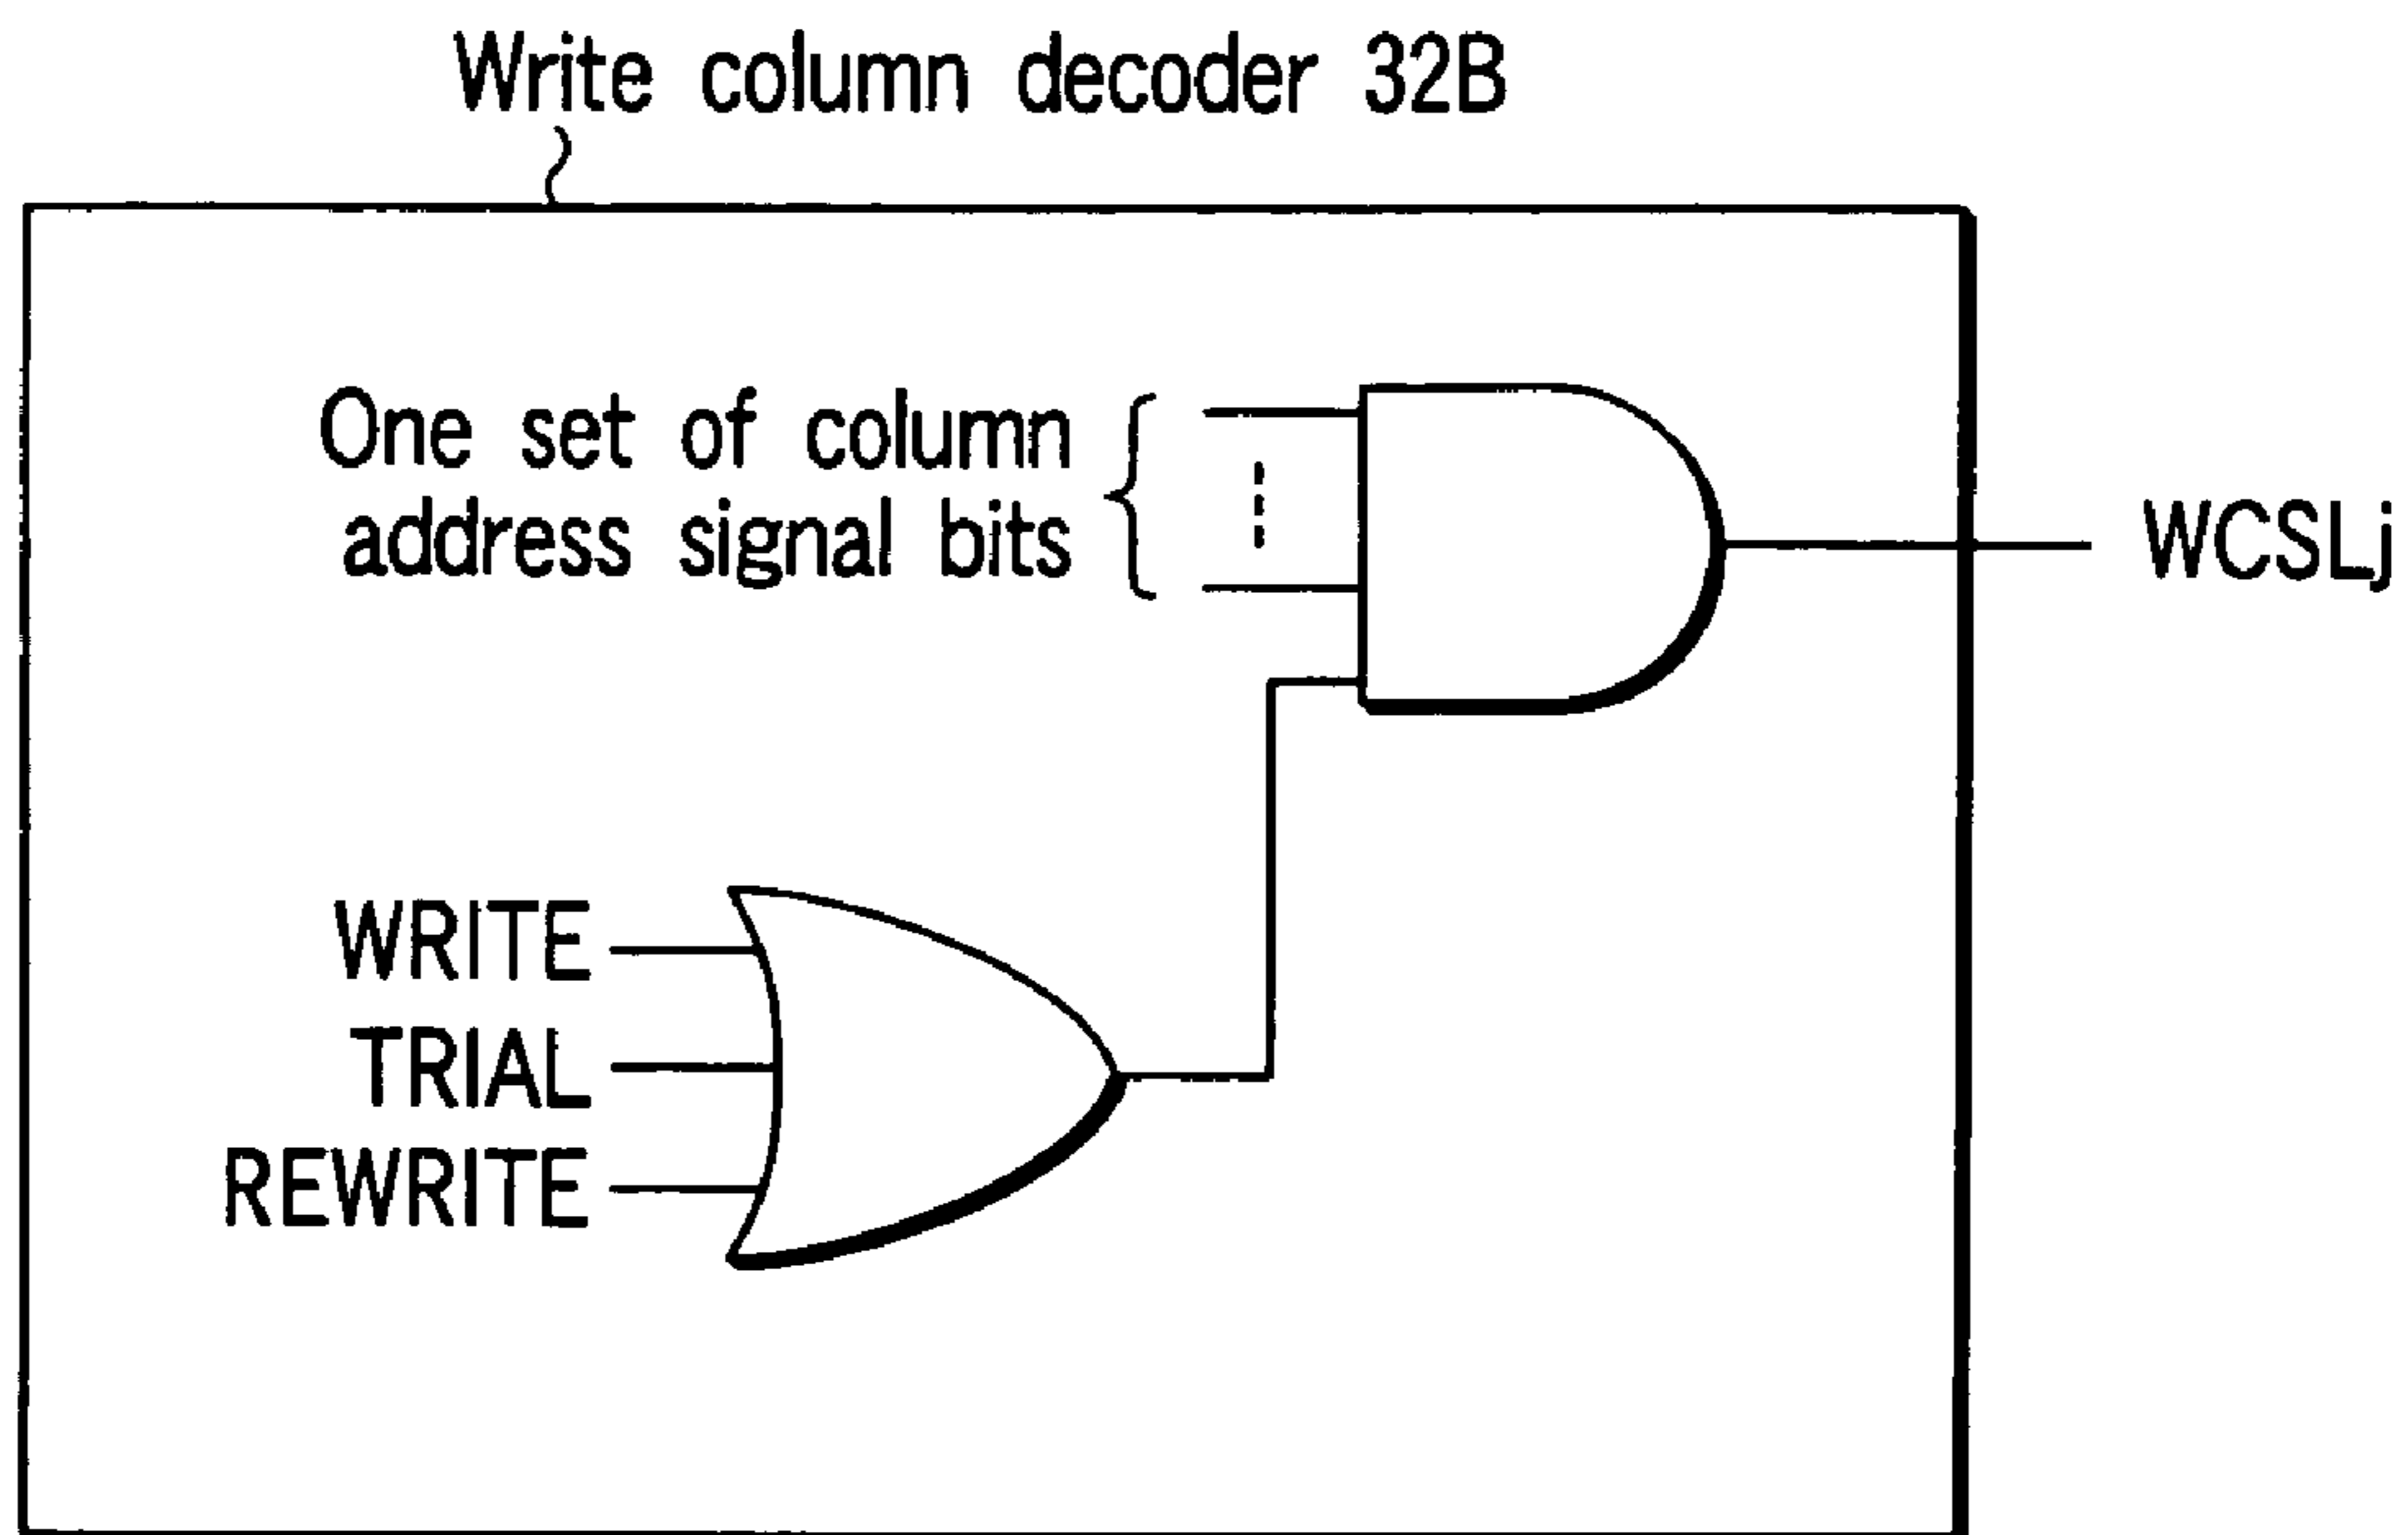 Write column decoder 32B
One set of column
address signal bits
WCSLj
WRITE
TRIAL
REWRITE